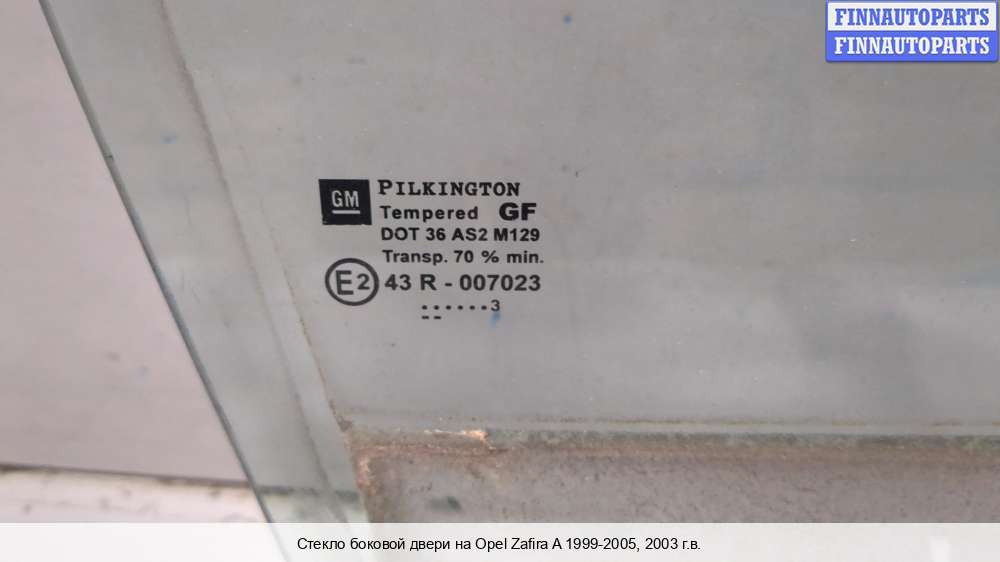 FINNAUTOPARTS
FINNAUTOPARTS
GM PILKINGTON
Tempered GF
DOT 36 AS2 M129
Transp. 70 % min.
E2 43 R - 007023
......3
--
Стекло боковой двери на Opel Zafira A 1999-2005, 2003 г.в.